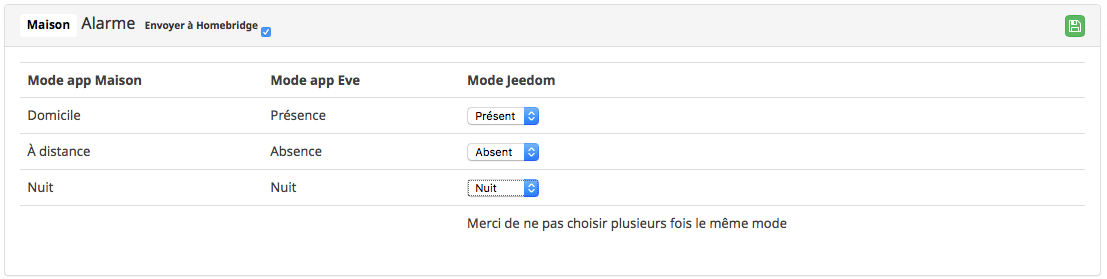 Maison Alarme Envoyer à Homebridge
Mode app Maison Mode app Eve Mode Jeedom
Domicile Présence Présent
À distance Absence Absent
Nuit Nuit Nuit
Merci de ne pas choisir plusieurs fois le même mode